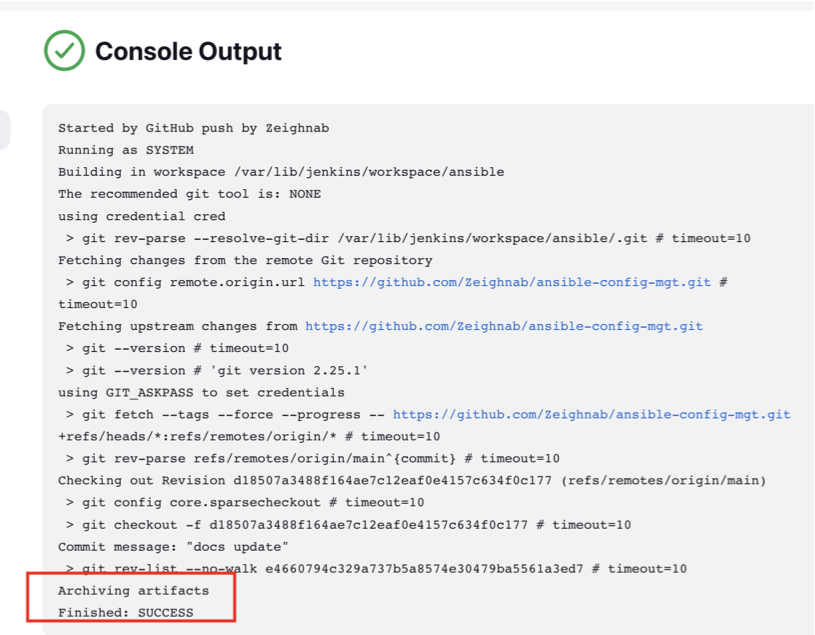 Console Output
Started by GitHub push by Zeighnab
Running as SYSTEM
Building in workspace /var/lib/jenkins/workspace/ansible
The recommended git tool is: NONE
using credential cred
 > git rev-parse --resolve-git-dir /var/lib/jenkins/workspace/ansible/.git # timeout=10
Fetching changes from the remote Git repository
 > git config remote.origin.url https://github.com/Zeighnab/ansible-config-mgt.git #
timeout=10
Fetching upstream changes from https://github.com/Zeighnab/ansible-config-mgt.git
 > git --version # timeout=10
 > git --version # 'git version 2.25.1'
using GIT_ASKPASS to set credentials
 > git fetch --tags --force --progress -- https://github.com/Zeighnab/ansible-config-mgt.git
+refs/heads/*:refs/remotes/origin/* # timeout=10
 > git rev-parse refs/remotes/origin/main^{commit} # timeout=10
Checking out Revision d18507a3488f164ae7c12eaf0e4157c634f0c177 (refs/remotes/origin/main)
 > git config core.sparsecheckout # timeout=10
 > git checkout -f d18507a3488f164ae7c12eaf0e4157c634f0c177 # timeout=10
Commit message: "docs update"
 > git rev-list --no-walk e4660794c329a737b5a8574e30479ba5561a3ed7 # timeout=10
Archiving artifacts
Finished: SUCCESS